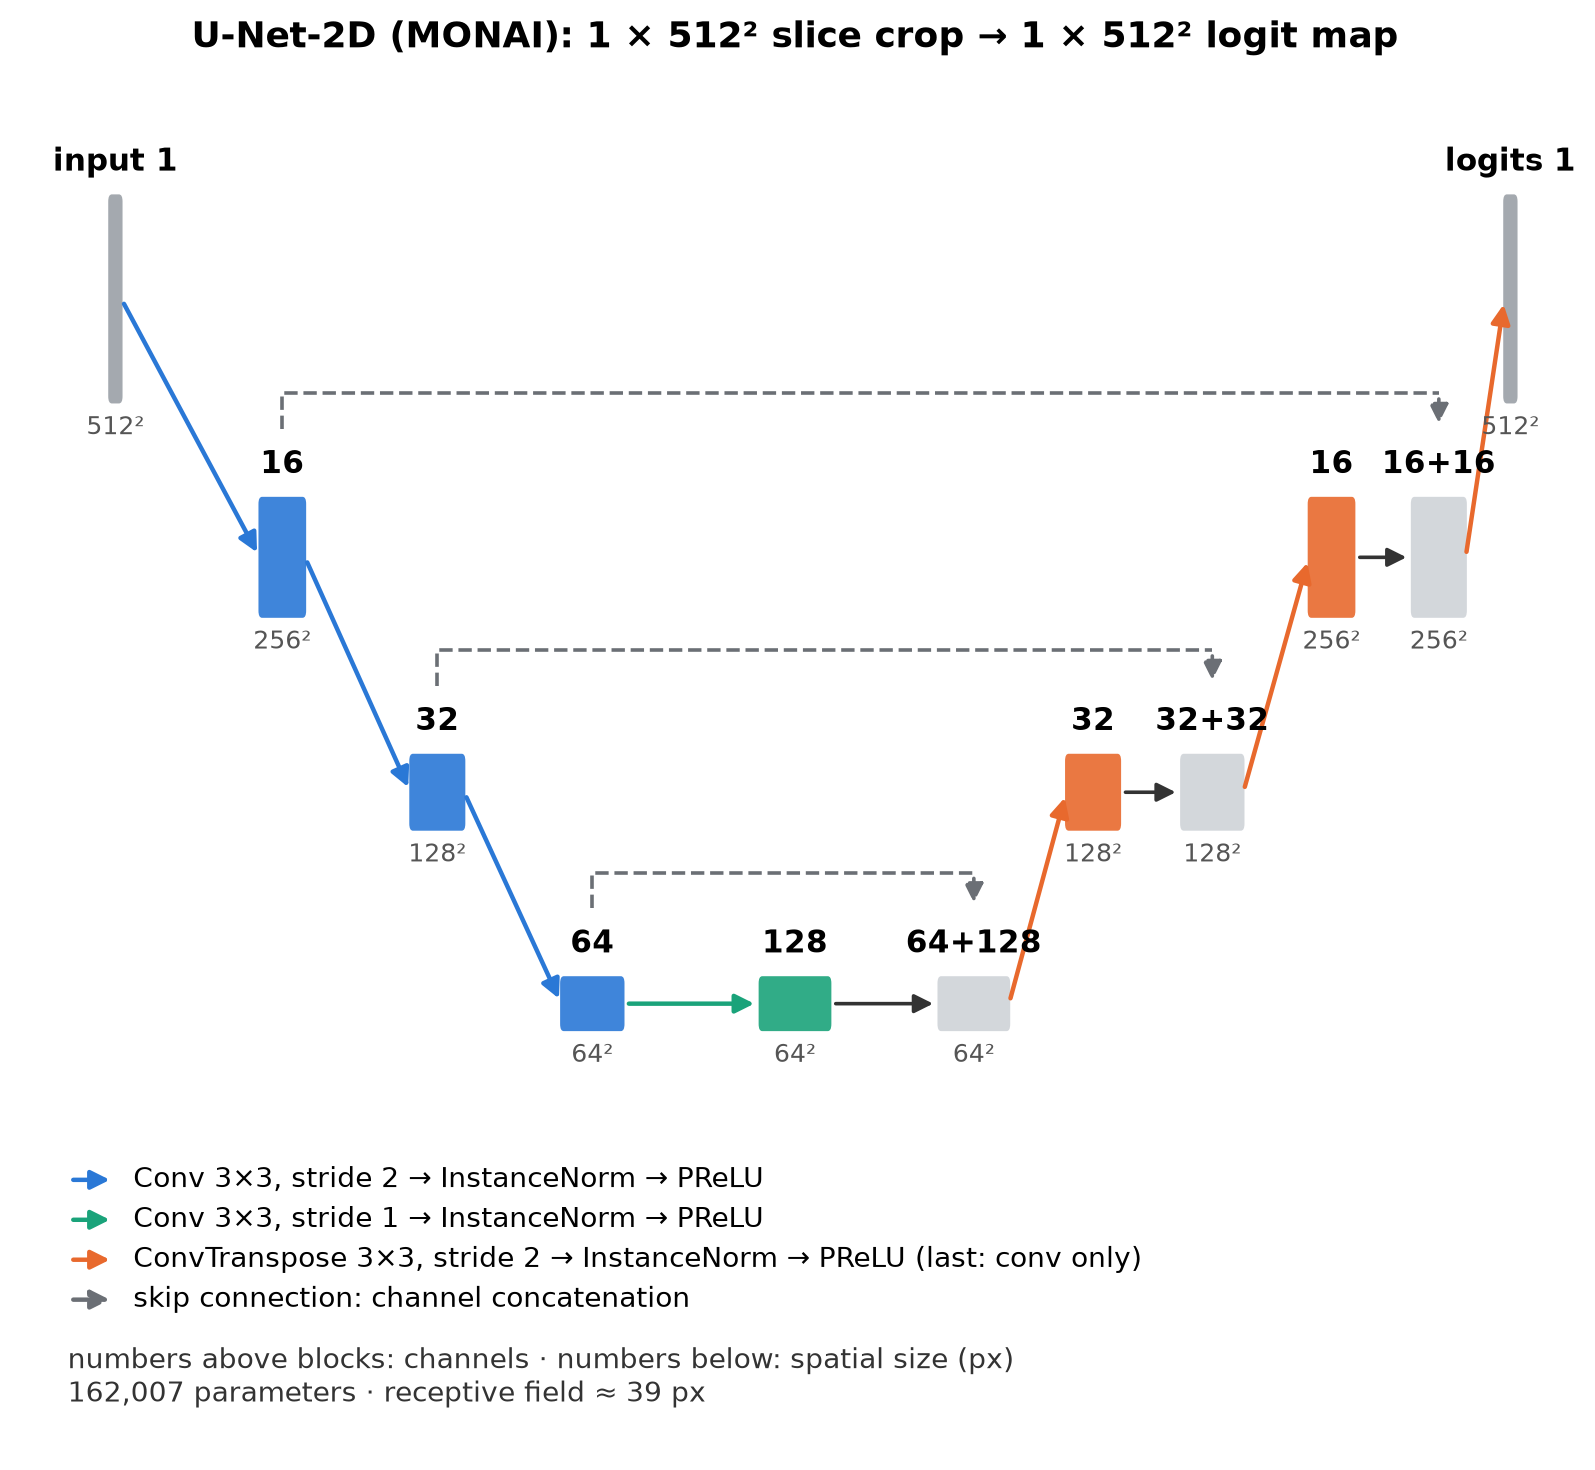 U-Net-2D (MONAI): 1 × 512² slice crop → 1 × 512² logit map
input 1
logits 1
512²
512²
16
16
16+16
256²
256²
256²
32
32
32+32
128²
128²
128²
64
128
64+128
64²
64²
64²
Conv 3×3, stride 2 → InstanceNorm → PReLU
Conv 3×3, stride 1 → InstanceNorm → PReLU
ConvTranspose 3×3, stride 2 → InstanceNorm → PReLU (last: conv only)
skip connection: channel concatenation
numbers above blocks: channels · numbers below: spatial size (px)
162,007 parameters · receptive field ≈ 39 px